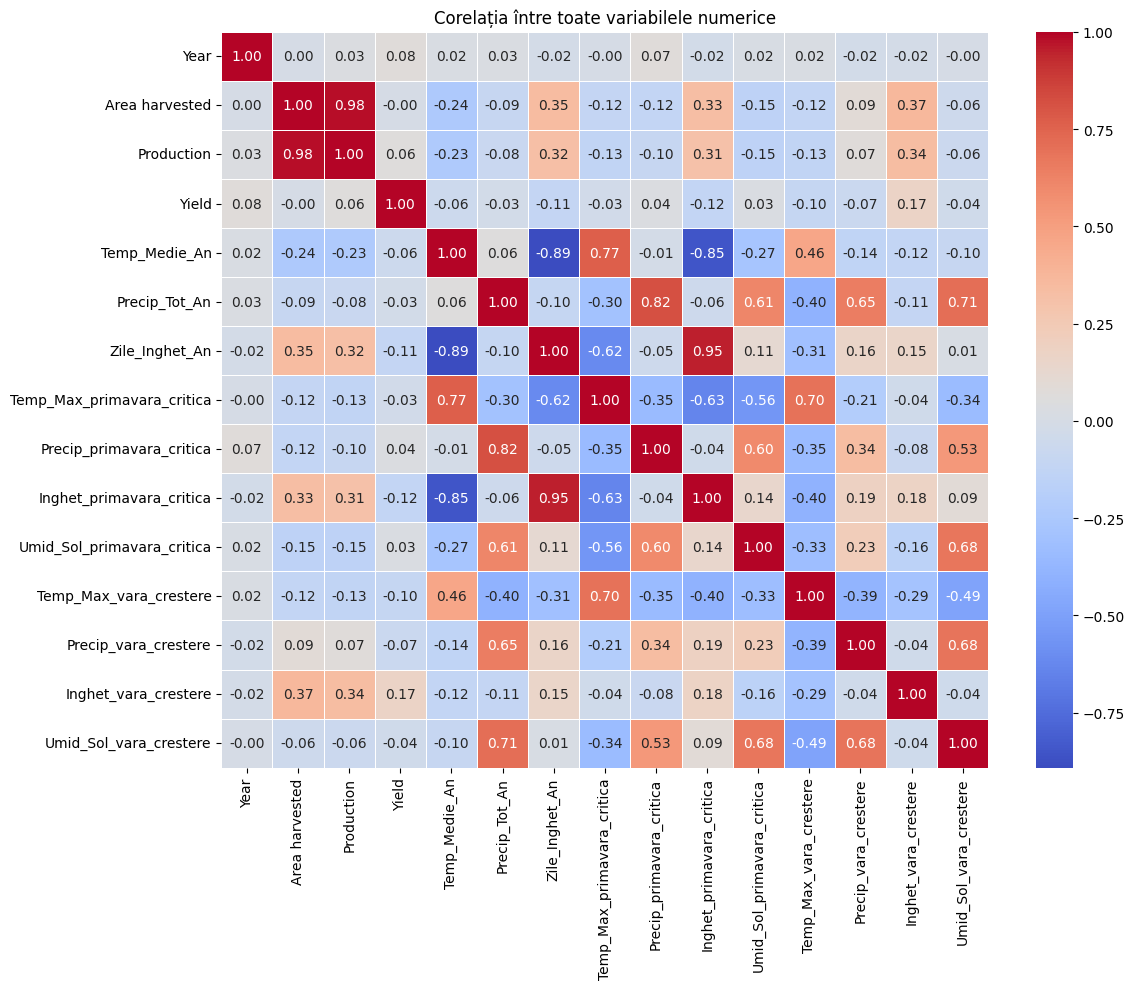 Corelația între toate variabilele numerice
Year 1.00 0.00 0.03 0.08 0.02 0.03 -0.02 -0.00 0.07 -0.02 0.02 0.02 -0.02 -0.02 -0.00
Area harvested 0.00 1.00 0.98 -0.00 -0.24 -0.09 0.35 -0.12 -0.12 0.33 -0.15 -0.12 0.09 0.37 -0.06
Production 0.03 0.98 1.00 0.06 -0.23 -0.08 0.32 -0.13 -0.10 0.31 -0.15 -0.13 0.07 0.34 -0.06
Yield 0.08 -0.00 0.06 1.00 -0.06 -0.03 -0.11 -0.03 0.04 -0.12 0.03 -0.10 -0.07 0.17 -0.04
Temp_Medie_An 0.02 -0.24 -0.23 -0.06 1.00 0.06 -0.89 0.77 -0.01 -0.85 -0.27 0.46 -0.14 -0.12 -0.10
Precip_Tot_An 0.03 -0.09 -0.08 -0.03 0.06 1.00 -0.10 -0.30 0.82 -0.06 0.61 -0.40 0.65 -0.11 0.71
Zile_Inghet_An -0.02 0.35 0.32 -0.11 -0.89 -0.10 1.00 -0.62 -0.05 0.95 0.11 -0.31 0.16 0.15 0.01
Temp_Max_primavara_critica -0.00 -0.12 -0.13 -0.03 0.77 -0.30 -0.62 1.00 -0.35 -0.63 -0.56 0.70 -0.21 -0.04 -0.34
Precip_primavara_critica 0.07 -0.12 -0.10 0.04 -0.01 0.82 -0.05 -0.35 1.00 -0.04 0.60 -0.35 0.34 -0.08 0.53
Inghet_primavara_critica -0.02 0.33 0.31 -0.12 -0.85 -0.06 0.95 -0.63 -0.04 1.00 0.14 -0.40 0.19 0.18 0.09
Umid_Sol_primavara_critica 0.02 -0.15 -0.15 0.03 -0.27 0.61 0.11 -0.56 0.60 0.14 1.00 -0.33 0.23 -0.16 0.68
Temp_Max_vara_crestere 0.02 -0.12 -0.13 -0.10 0.46 -0.40 -0.31 0.70 -0.35 -0.40 -0.33 1.00 -0.39 -0.29 -0.49
Precip_vara_crestere -0.02 0.09 0.07 -0.07 -0.14 0.65 0.16 -0.21 0.34 0.19 0.23 -0.39 1.00 -0.04 0.68
Inghet_vara_crestere -0.02 0.37 0.34 0.17 -0.12 -0.11 0.15 -0.04 -0.08 0.18 -0.16 -0.29 -0.04 1.00 -0.04
Umid_Sol_vara_crestere -0.00 -0.06 -0.06 -0.04 -0.10 0.71 0.01 -0.34 0.53 0.09 0.68 -0.49 0.68 -0.04 1.00
Year
Area harvested
Production
Yield
Temp_Medie_An
Precip_Tot_An
Zile_Inghet_An
Temp_Max_primavara_critica
Precip_primavara_critica
Inghet_primavara_critica
Umid_Sol_primavara_critica
Temp_Max_vara_crestere
Precip_vara_crestere
Inghet_vara_crestere
Umid_Sol_vara_crestere
1.00
0.75
0.50
0.25
0.00
-0.25
-0.50
-0.75